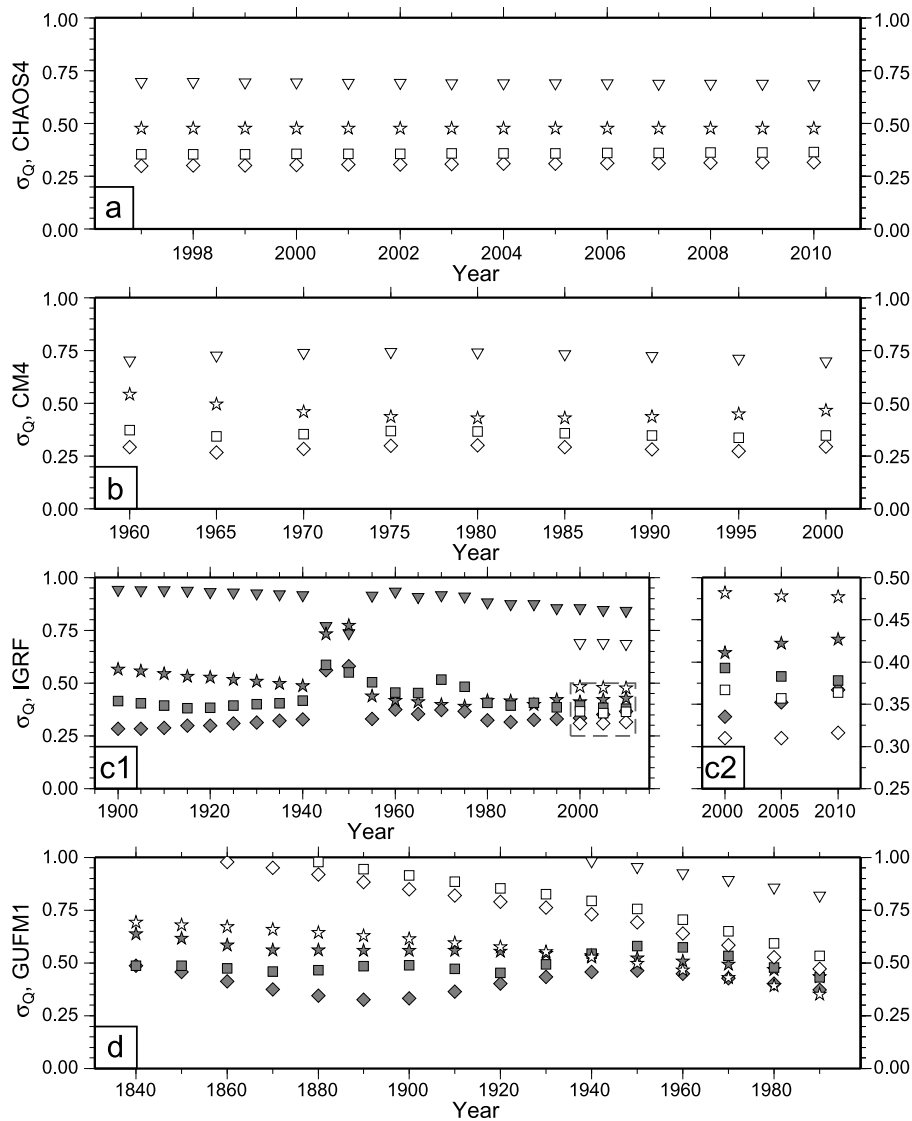 1.00 1.00
0.75 0.75
σQ, CHAOS4
0.50 0.50
0.25 0.25
a
0.00 0.00
1998 2000 2002 2004 2006 2008 2010
Year
1.00 1.00
0.75 0.75
σQ, CM4
0.50 0.50
0.25 0.25
b
0.00 0.00
1960 1965 1970 1975 1980 1985 1990 1995 2000
Year
1.00 0.50
0.75 0.45
σQ, IGRF
0.40
0.50
0.35
0.25 0.30
c1 c2
0.00 0.25
1900 1920 1940 1960 1980 2000 2000 2005 2010
Year
1.00 1.00
0.75 0.75
σQ, GUFM1
0.50 0.50
0.25 0.25
d
0.00 0.00
1840 1860 1880 1900 1920 1940 1960 1980
Year